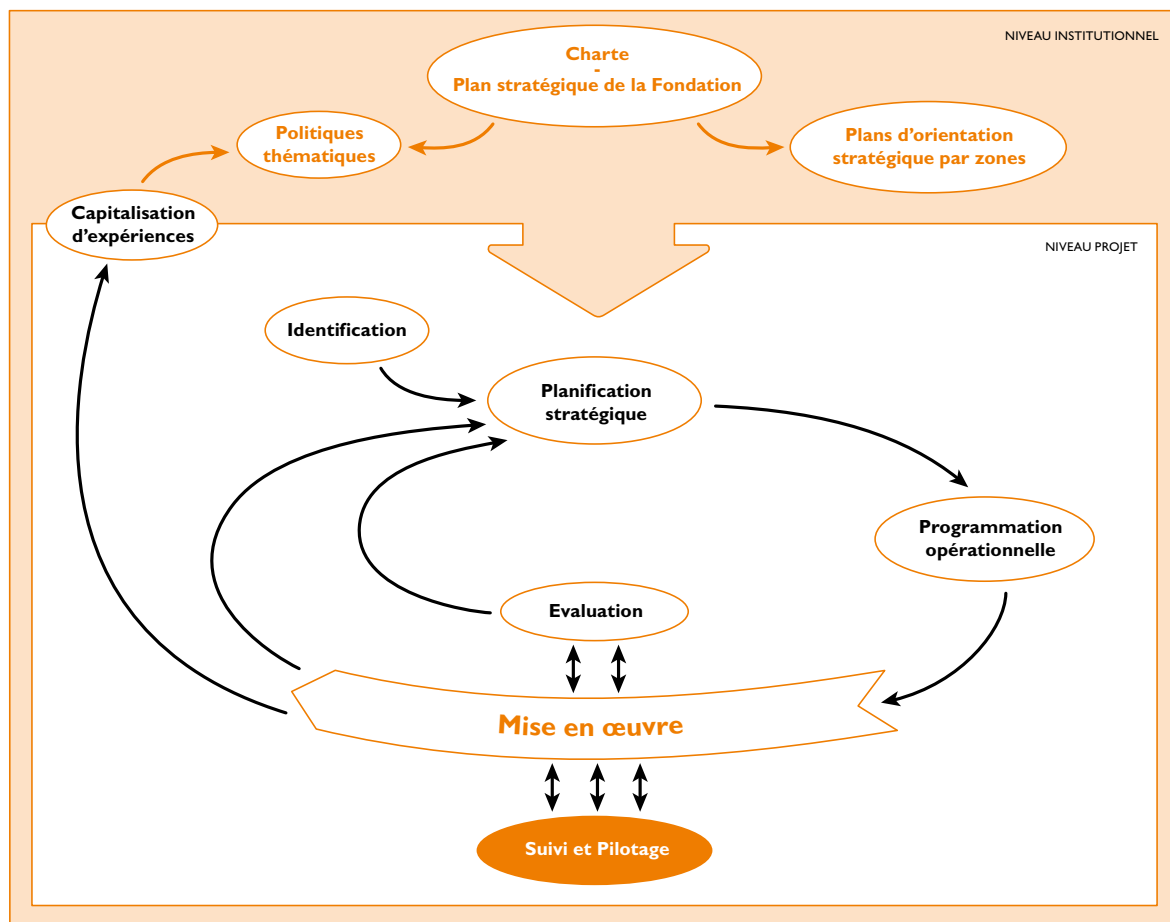 NIVEAU INSTITUTIONNEL
Charte
-
Plan stratégique de la Fondation
Politiques
thématiques
Plans d'orientation
stratégique par zones
Capitalisation
d'expériences
NIVEAU PROJET
Identification
Planification
stratégique
Programmation
opérationnelle
Evaluation
Mise en œuvre
Suivi et Pilotage